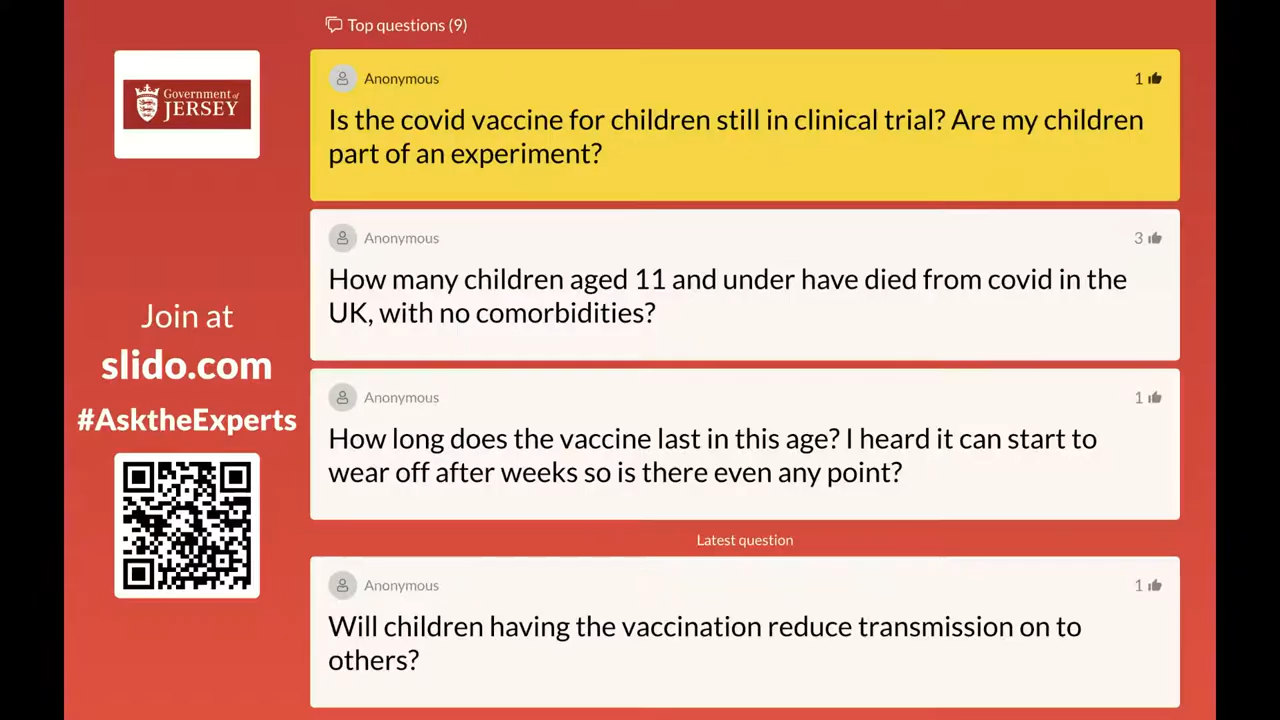 Top questions (9)
Government of
JERSEY
Anonymous
1
Is the covid vaccine for children still in clinical trial? Are my children
part of an experiment?
Anonymous
3
How many children aged 11 and under have died from covid in the
UK, with no comorbidities?
Join at
slido.com
#AsktheExperts
Anonymous
1
How long does the vaccine last in this age? I heard it can start to
wear off after weeks so is there even any point?
Latest question
Anonymous
1
Will children having the vaccination reduce transmission on to
others?